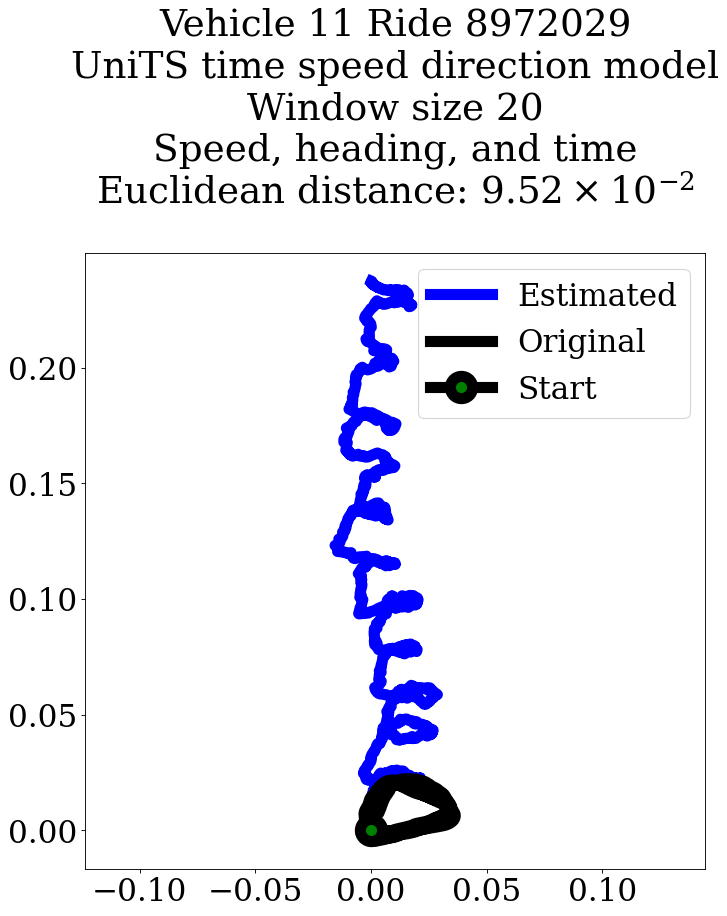 Vehicle 11 Ride 8972029
UniTS time speed direction model
Window size 20
Speed, heading, and time
Euclidean distance: 9.52 × 10⁻²
Estimated
Original
Start
0.20
0.15
0.10
0.05
0.00
−0.10 −0.05 0.00 0.05 0.10